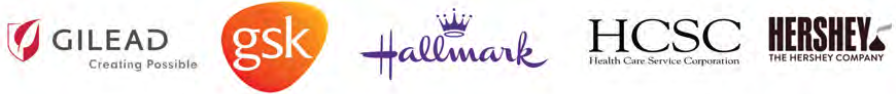 GILEAD
Creating Possible
gsk
Hallmark
HCSC
Health Care Service Corporation
HERSHEY
THE HERSHEY COMPANY